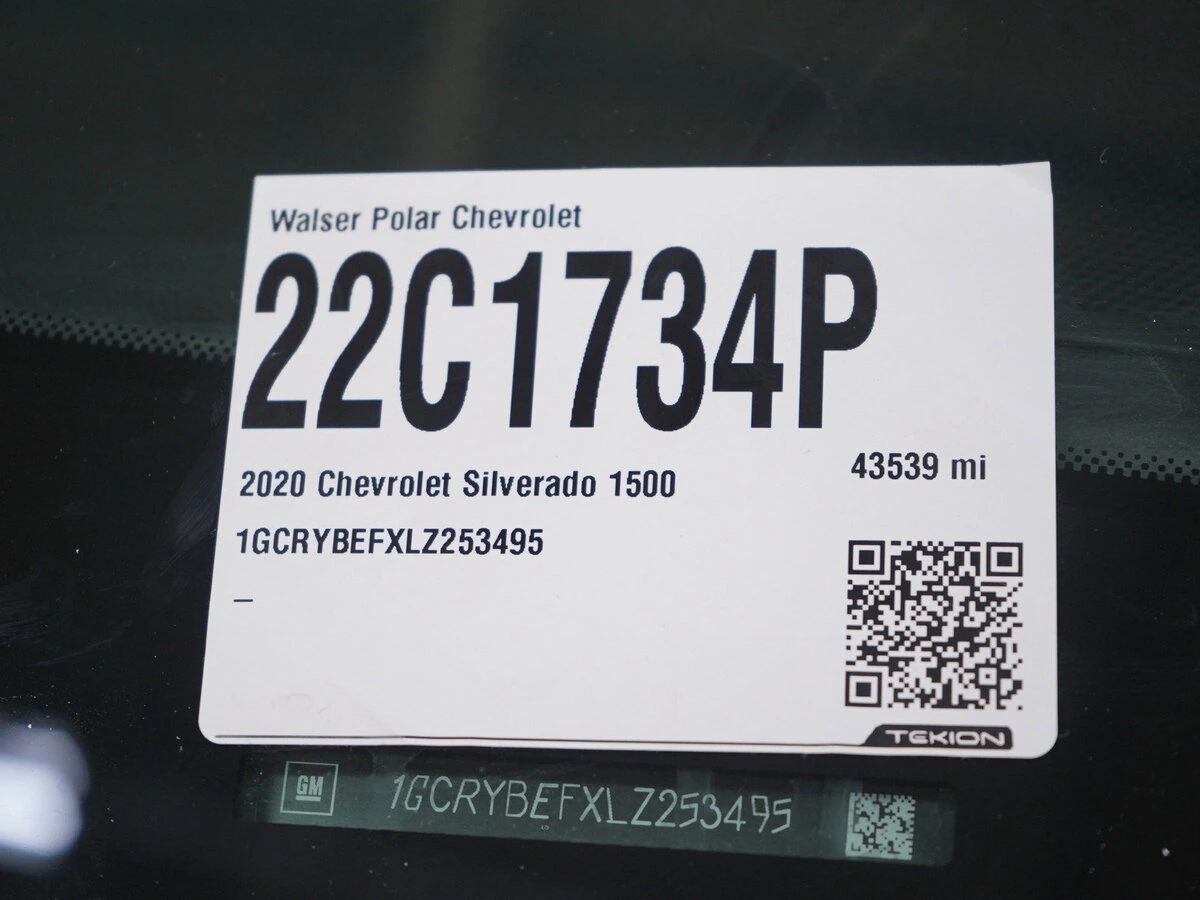 Walser Polar Chevrolet
22C1734P
43539 mi
2020 Chevrolet Silverado 1500
1GCRYBEFXLZ253495
–
TEKION
GM 1GCRYBEFXLZ253495